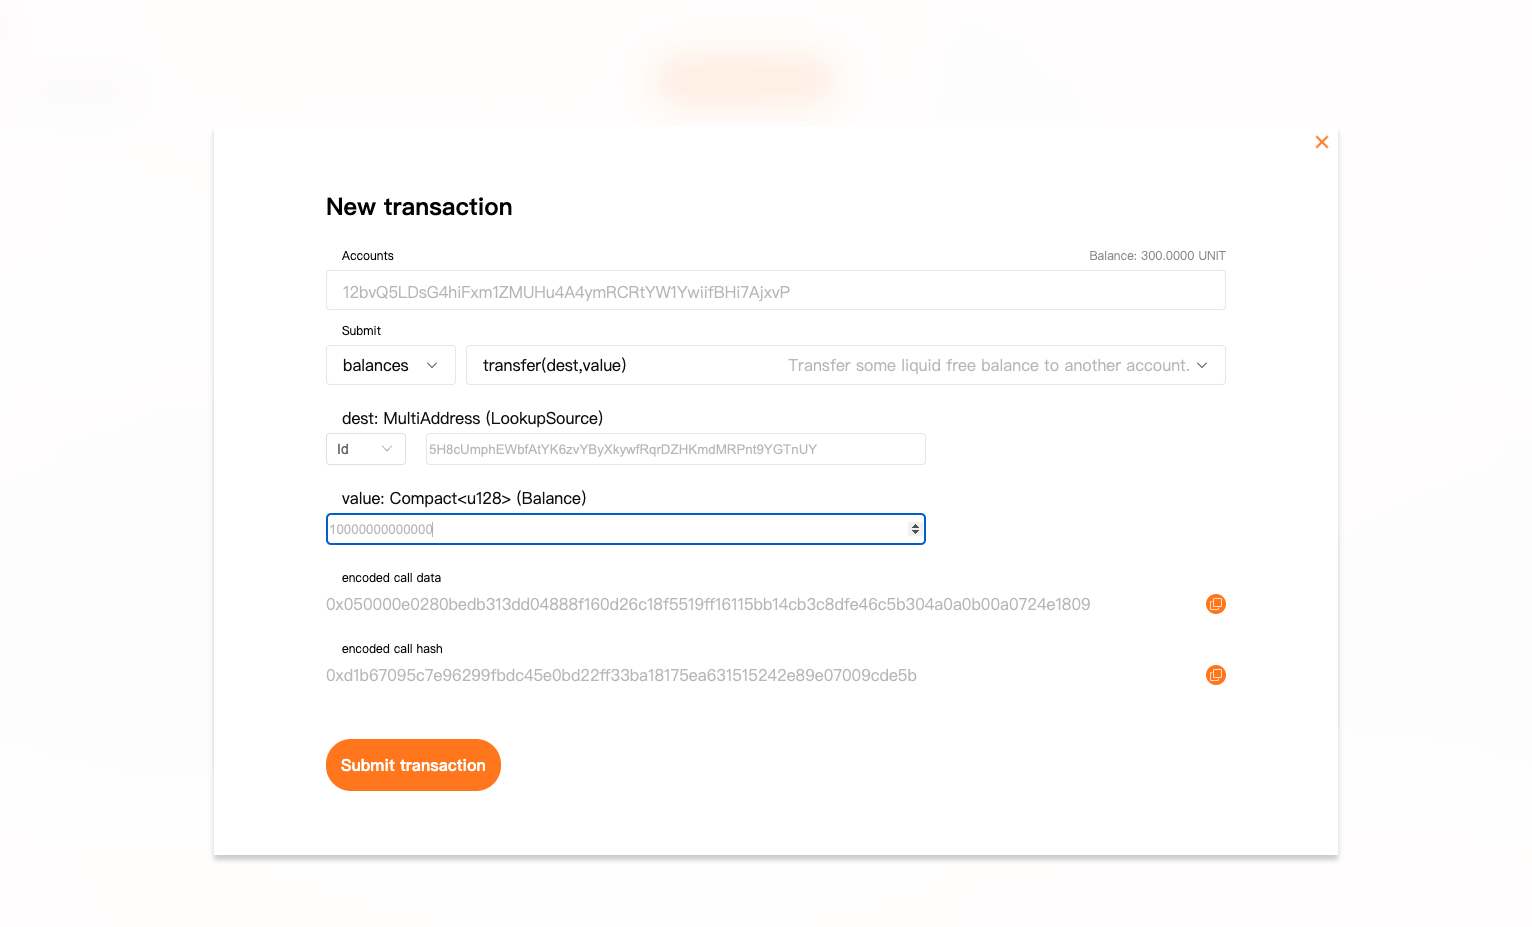 New transaction
Accounts
Balance: 300.0000 UNIT
12bvQ5LDsG4hiFxm1ZMUHu4A4ymRCRtYW1YwiifBHi7AjxvP
Submit
balances
transfer(dest,value)
Transfer some liquid free balance to another account.
dest: MultiAddress (LookupSource)
Id
5H8cUmphEWbfAtYK6zvYByXkywfRqrDZHKmdMRPnt9YGTnUY
value: Compact<u128> (Balance)
10000000000000
encoded call data
0x050000e0280bedb313dd04888f160d26c18f5519ff16115bb14cb3c8dfe46c5b304a0a0b00a0724e1809
encoded call hash
0xd1b67095c7e96299fbdc45e0bd22ff33ba18175ea631515242e89e07009cde5b
Submit transaction